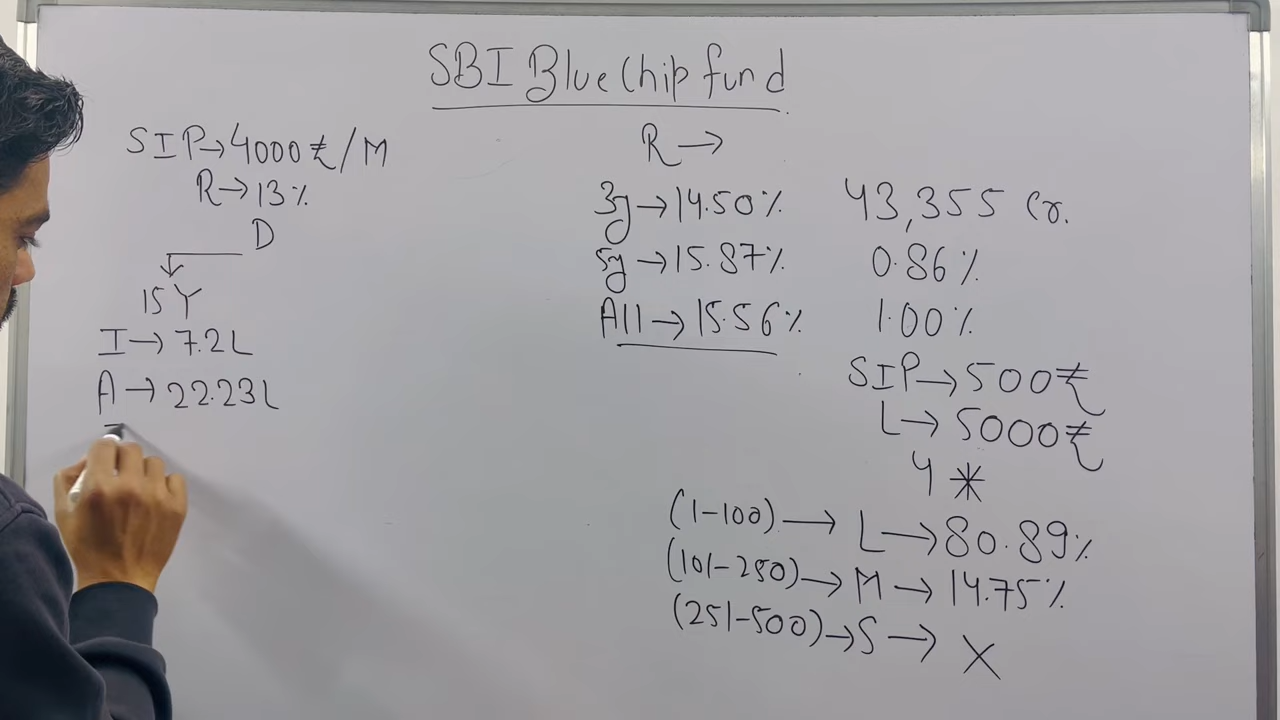 SBI Blue Chip fund
SIP→4000₹/M
R→13%
D
15Y
I→7.2L
A→22.23L
R→
3y→14.50%
5y→15.87%
All→15.56%
43,355 Cr.
0.86%
1.00%
SIP→500₹
L→5000₹
4*
(1-100)→L→80.89%
(101-250)→M→14.75%
(251-500)→S→X